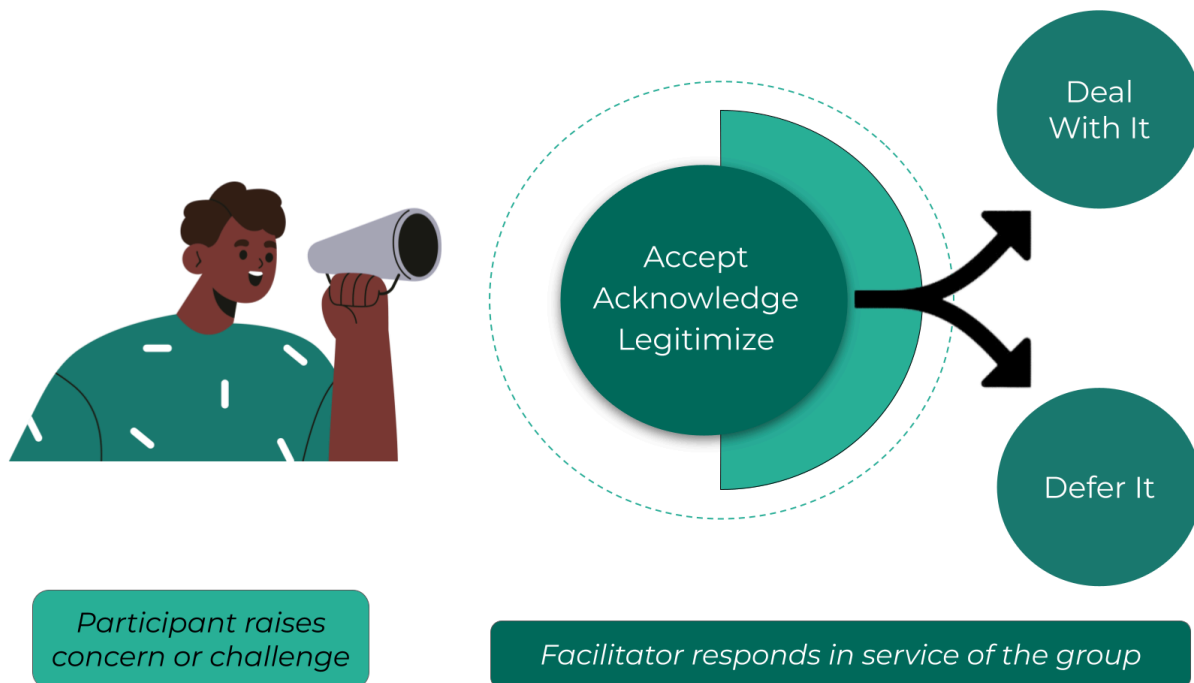 Deal
With It
Accept
Acknowledge
Legitimize
Defer It
Participant raises
concern or challenge
Facilitator responds in service of the group